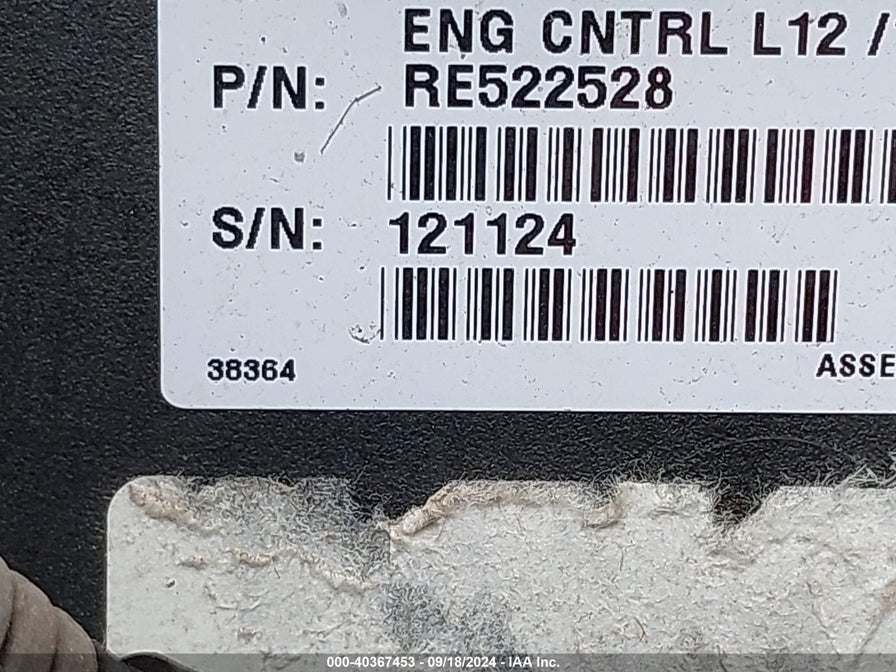 ENG CNTRL L12 /
P/N: RE522528
S/N: 121124
38364
ASSE
000-40367453 - 09/18/2024 - IAA Inc.